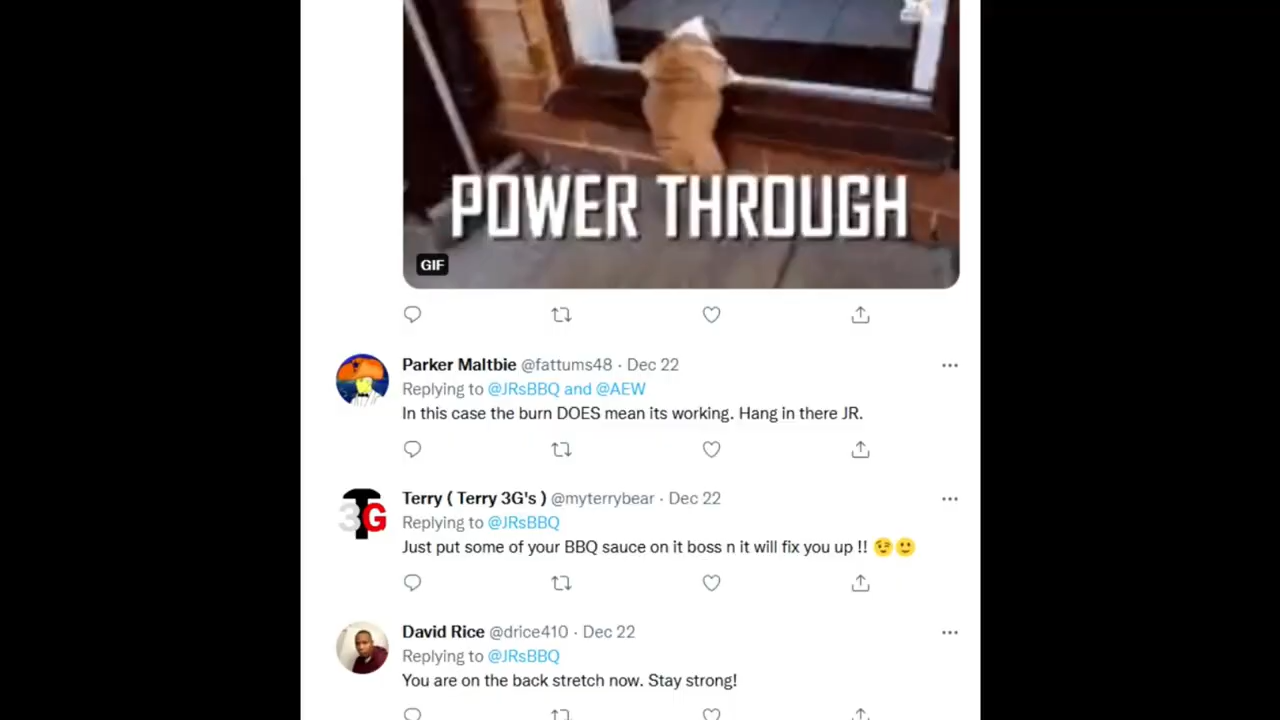 POWER THROUGH
GIF
Parker Maltbie @fattums48 · Dec 22
Replying to @JRsBBQ and @AEW
In this case the burn DOES mean its working. Hang in there JR.
3G
Terry ( Terry 3G's ) @myterrybear · Dec 22
Replying to @JRsBBQ
Just put some of your BBQ sauce on it boss n it will fix you up !! 😉🙂
David Rice @drice410 · Dec 22
Replying to @JRsBBQ
You are on the back stretch now. Stay strong!